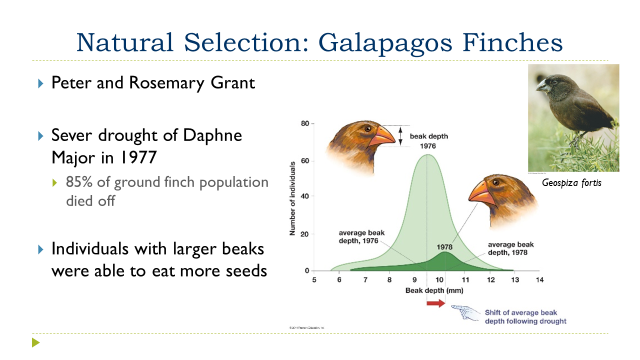 Natural Selection: Galapagos Finches
Peter and Rosemary Grant
Sever drought of Daphne
Major in 1977
85% of ground finch population
died off
Individuals with larger beaks
were able to eat more seeds
Number of individuals
80
60
40
20
0
beak depth
1976
average beak
depth, 1976
1978
average beak
depth, 1978
5 6 7 8 9 10 11 12 13 14
Beak depth (mm)
Shift of average beak
depth following drought
Geospiza fortis